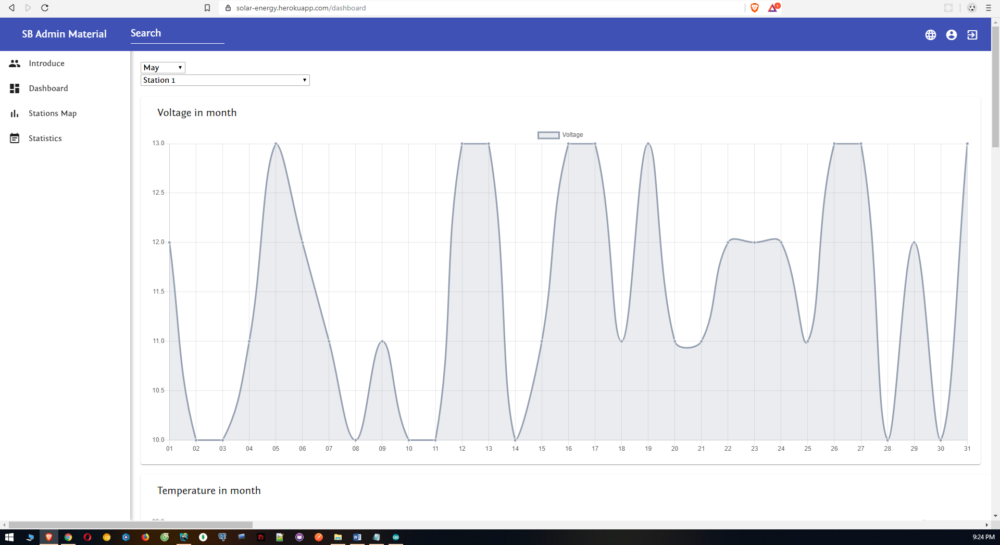 solar-energy.herokuapp.com/dashboard
1
SB Admin Material
Search
Introduce
Dashboard
Stations Map
Statistics
May
Station 1
Voltage in month
Voltage
13.0
12.5
12.0
11.5
11.0
10.5
10.0
01 02 03 04 05 06 07 08 09 10 11 12 13 14 15 16 17 18 19 20 21 22 23 24 25 26 27 28 29 30 31
Temperature in month
9:24 PM